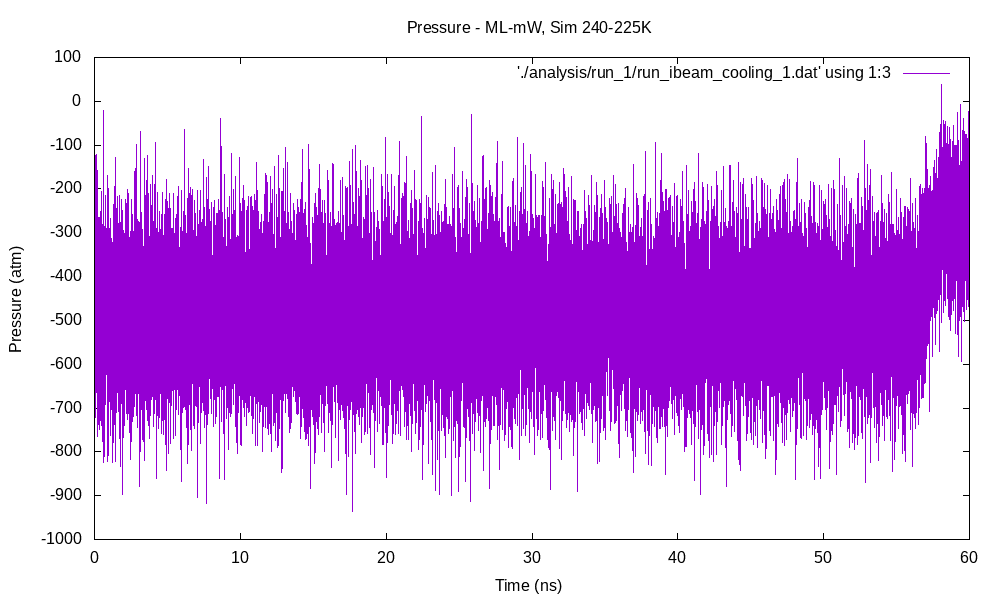 Pressure - ML-mW, Sim 240-225K
'./analysis/run_1/run_ibeam_cooling_1.dat' using 1:3
100
0
-100
-200
-300
-400
-500
-600
-700
-800
-900
-1000
Pressure (atm)
0 10 20 30 40 50 60
Time (ns)